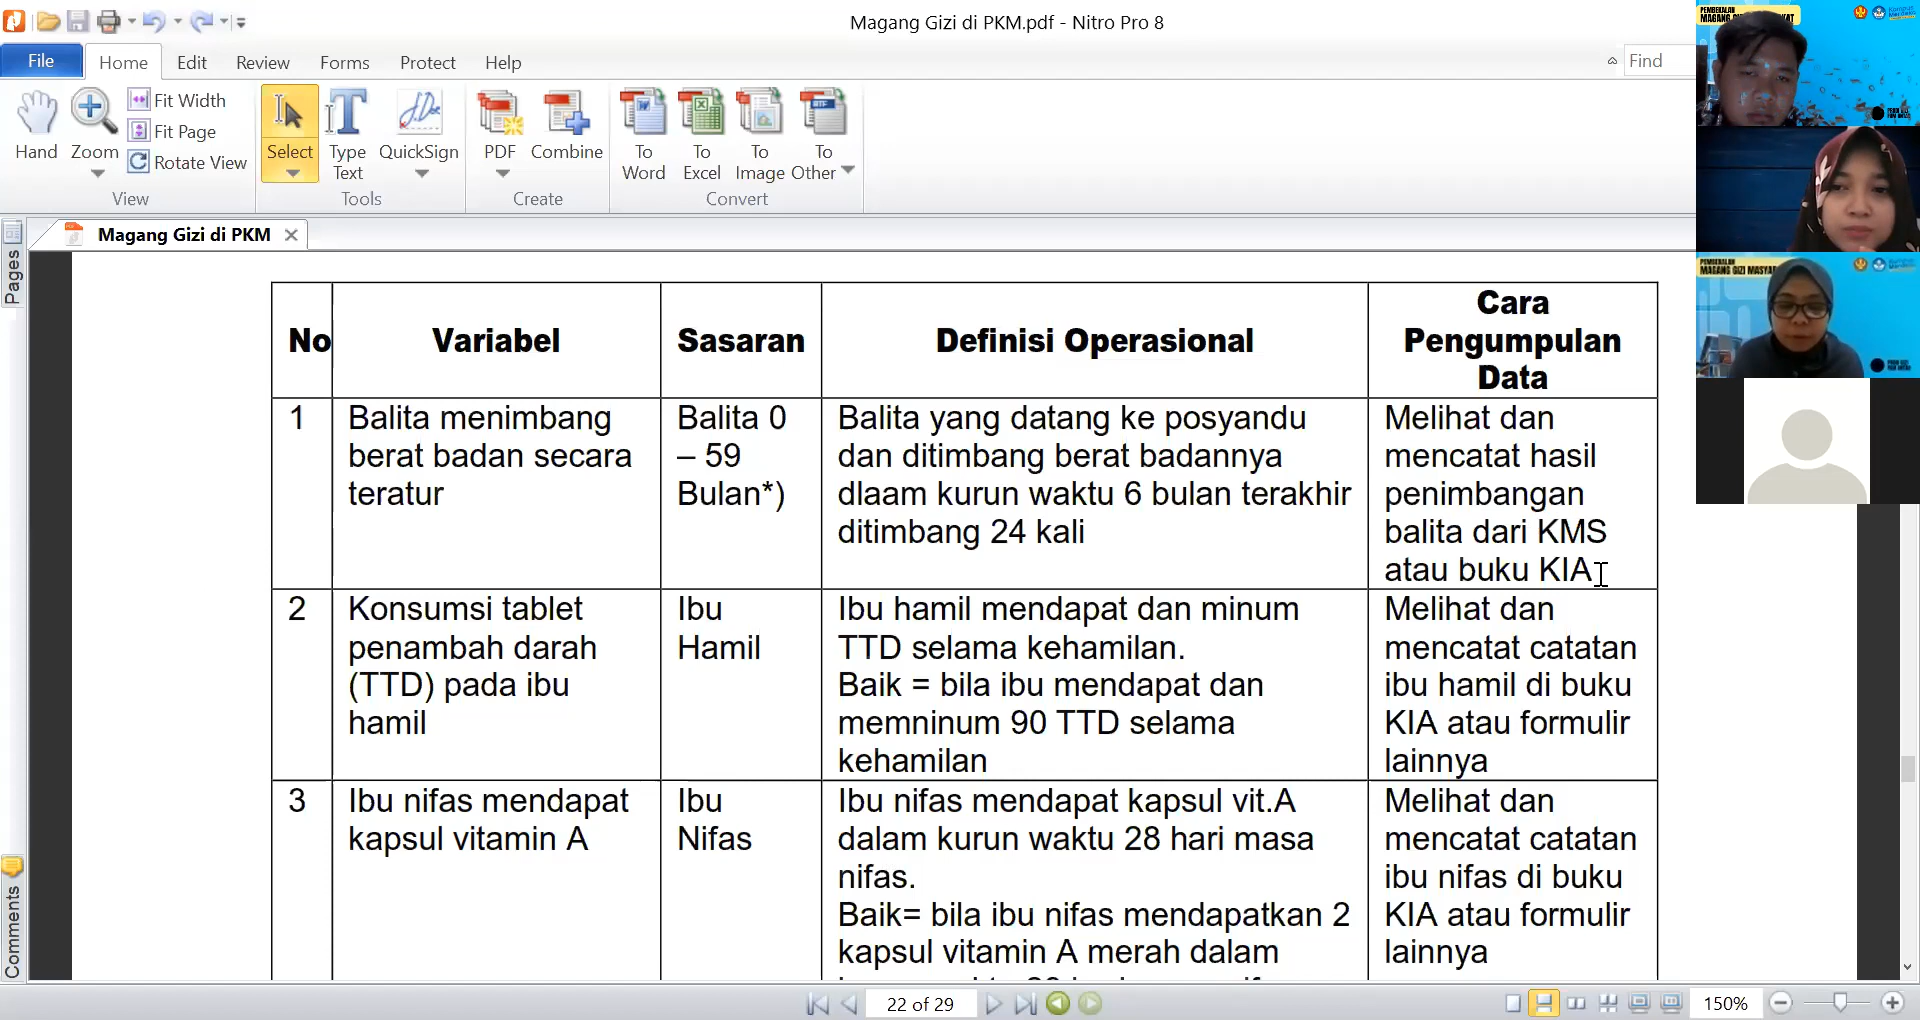 Magang Gizi di PKM.pdf - Nitro Pro 8
File Home Edit Review Forms Protect Help
Find
Hand
Zoom
Fit Width
Fit Page
Rotate View
View
Select
Type
Text
QuickSign
Tools
PDF
Combine
Create
To
Word
To
Excel
To
Image
To
Other
Convert
Magang Gizi di PKM
Pages
No
Variabel
Sasaran
Definisi Operasional
Cara
Pengumpulan
Data
1
Balita menimbang
berat badan secara
teratur
Balita 0
– 59
Bulan*)
Balita yang datang ke posyandu
dan ditimbang berat badannya
dlaam kurun waktu 6 bulan terakhir
ditimbang 24 kali
Melihat dan
mencatat hasil
penimbangan
balita dari KMS
atau buku KIA
2
Konsumsi tablet
penambah darah
(TTD) pada ibu
hamil
Ibu
Hamil
Ibu hamil mendapat dan minum
TTD selama kehamilan.
Baik = bila ibu mendapat dan
memninum 90 TTD selama
kehamilan
Melihat dan
mencatat catatan
ibu hamil di buku
KIA atau formulir
lainnya
3
Ibu nifas mendapat
kapsul vitamin A
Ibu
Nifas
Ibu nifas mendapat kapsul vit.A
dalam kurun waktu 28 hari masa
nifas.
Baik= bila ibu nifas mendapatkan 2
kapsul vitamin A merah dalam
Melihat dan
mencatat catatan
ibu nifas di buku
KIA atau formulir
lainnya
Comments
22 of 29
150%
PEMBEKALAN
MAGANG GIZI
PEMBEKALAN
MAGANG GIZI